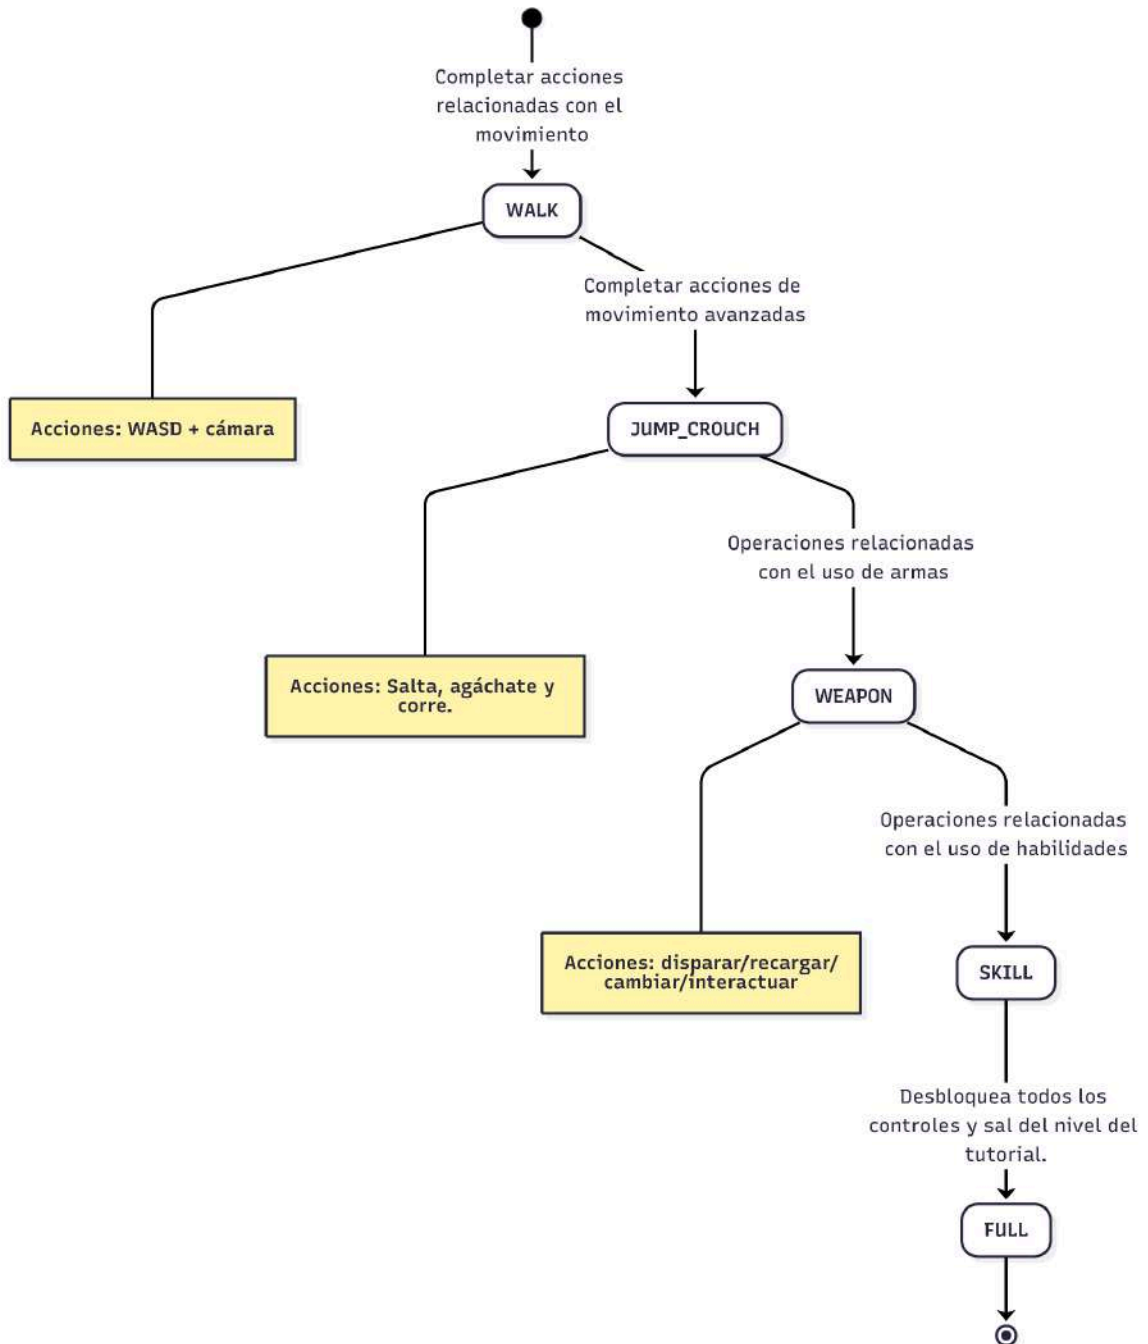 Completar acciones
relacionadas con el
movimiento
WALK
Completar acciones de
movimiento avanzadas
Acciones: WASD + cámara
JUMP_CROUCH
Operaciones relacionadas
con el uso de armas
Acciones: Salta, agáchate y
corre.
WEAPON
Operaciones relacionadas
con el uso de habilidades
Acciones: disparar/recargar/
cambiar/interactuar
SKILL
Desbloquea todos los
controles y sal del nivel del
tutorial.
FULL